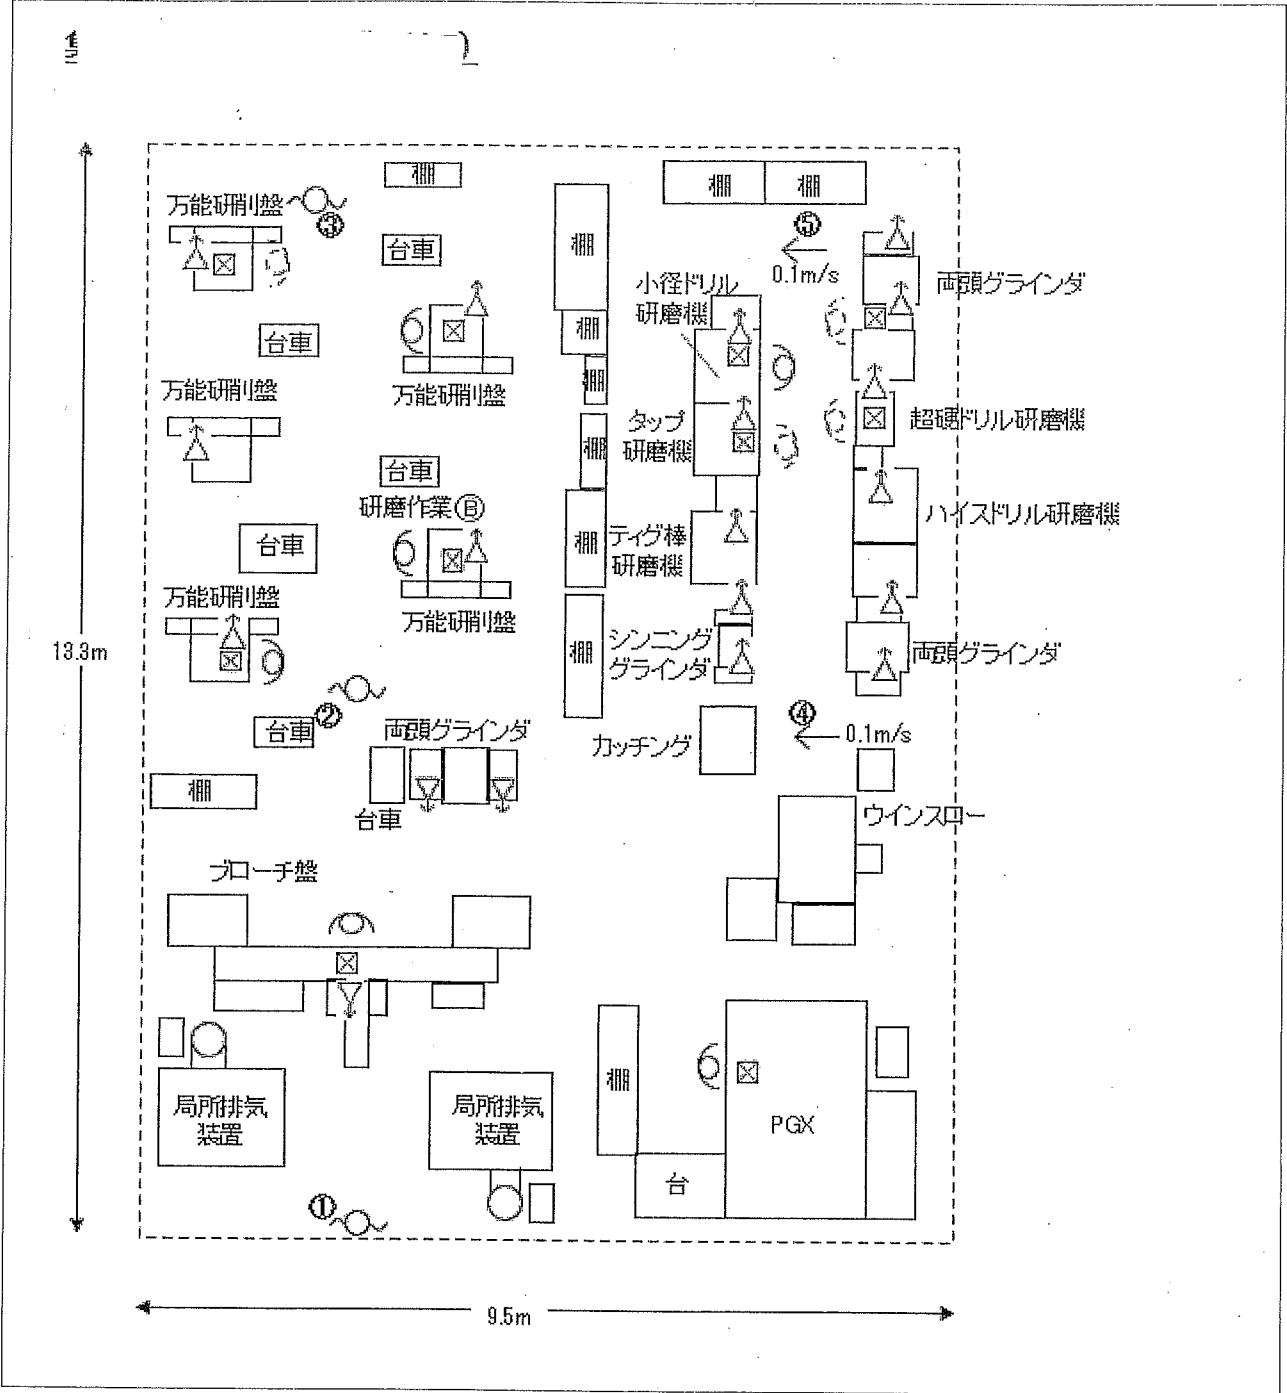 棚
棚
棚
万能研削盤
③
⑤
台車
棚
0.1m/s
両頭グラインダ
小径ドリル
研磨機
台車
棚
棚
万能研削盤
万能研削盤
タップ
研磨機
超硬ドリル研磨機
棚
台車
研磨作業Ⓑ
ハイスドリル研磨機
台車
棚
ティグ棒
研磨機
万能研削盤
万能研削盤
13.3m
棚
シンニング
グラインダ
両頭グラインダ
②
台車
両頭グラインダ
④
0.1m/s
カッチング
棚
台車
ウインスロー
ブローチ盤
棚
局所排気
装置
局所排気
装置
PGX
台
①
9.5m